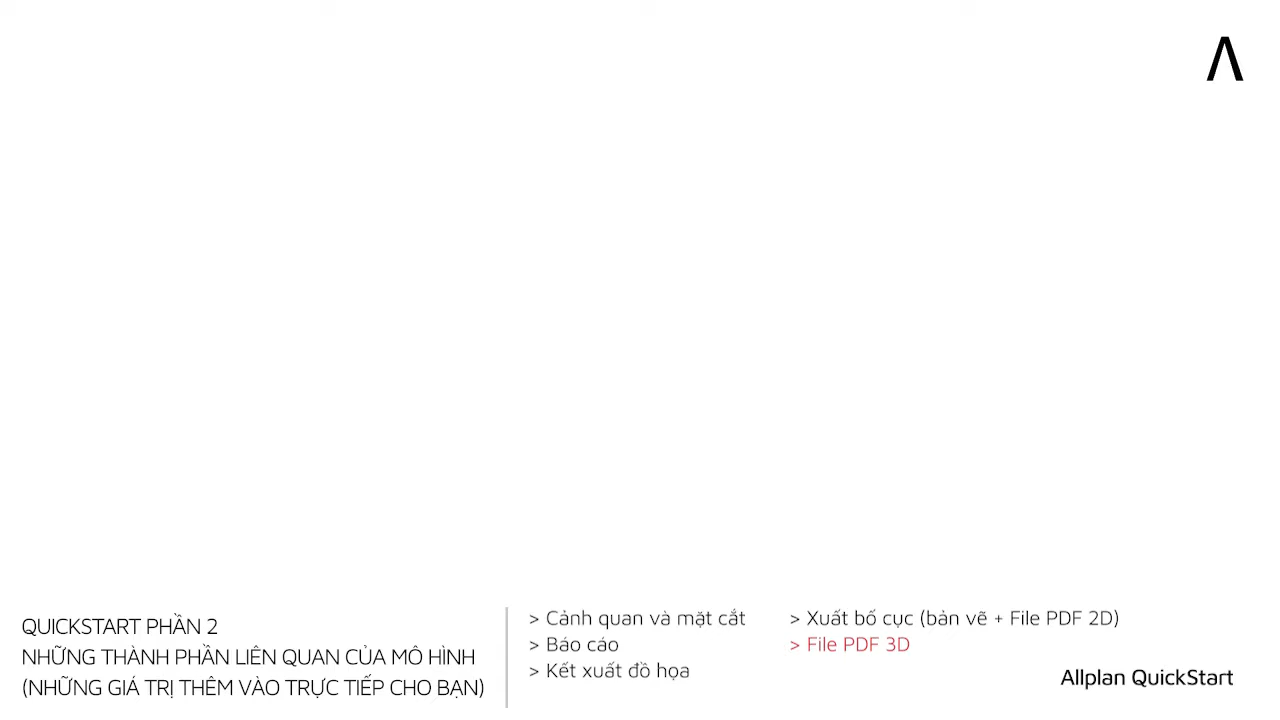 QUICKSTART PHẦN 2
NHỮNG THÀNH PHẦN LIÊN QUAN CỦA MÔ HÌNH
(NHỮNG GIÁ TRỊ THÊM VÀO TRỰC TIẾP CHO BẠN)
> Cảnh quan và mặt cắt
> Báo cáo
> Kết xuất đồ họa
> Xuất bố cục (bản vẽ + File PDF 2D)
> File PDF 3D
Allplan QuickStart